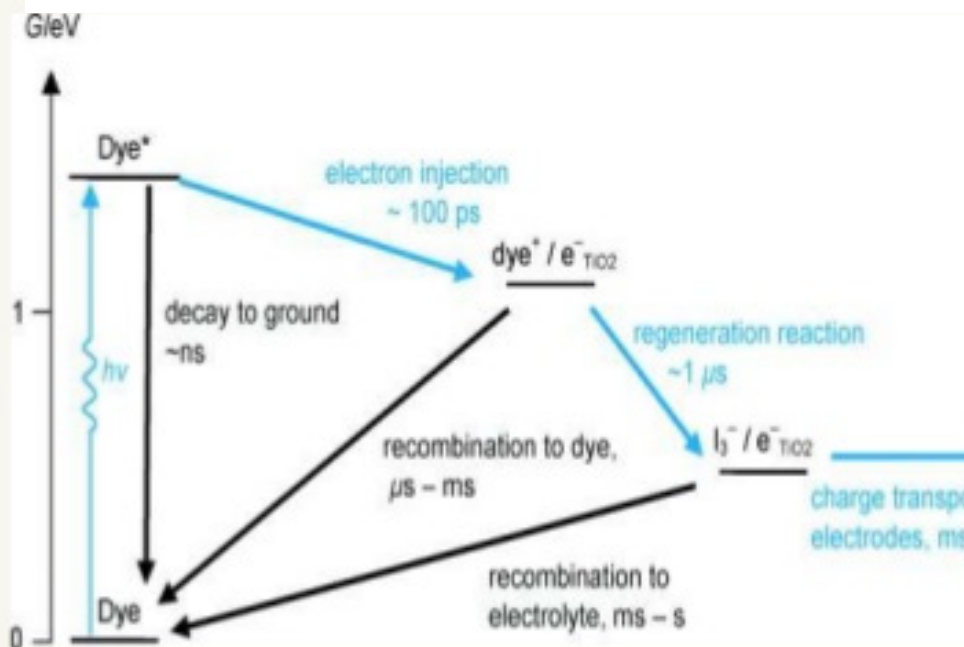 G/eV
Dye*
electron injection
~ 100 ps
dye⁺ / e⁻TiO2
1
decay to ground
~ns
hν
regeneration reaction
~1 µs
I₃⁻ / e⁻TiO2
recombination to dye,
µs – ms
charge transpo
electrodes, ms
recombination to
electrolyte, ms – s
Dye
0